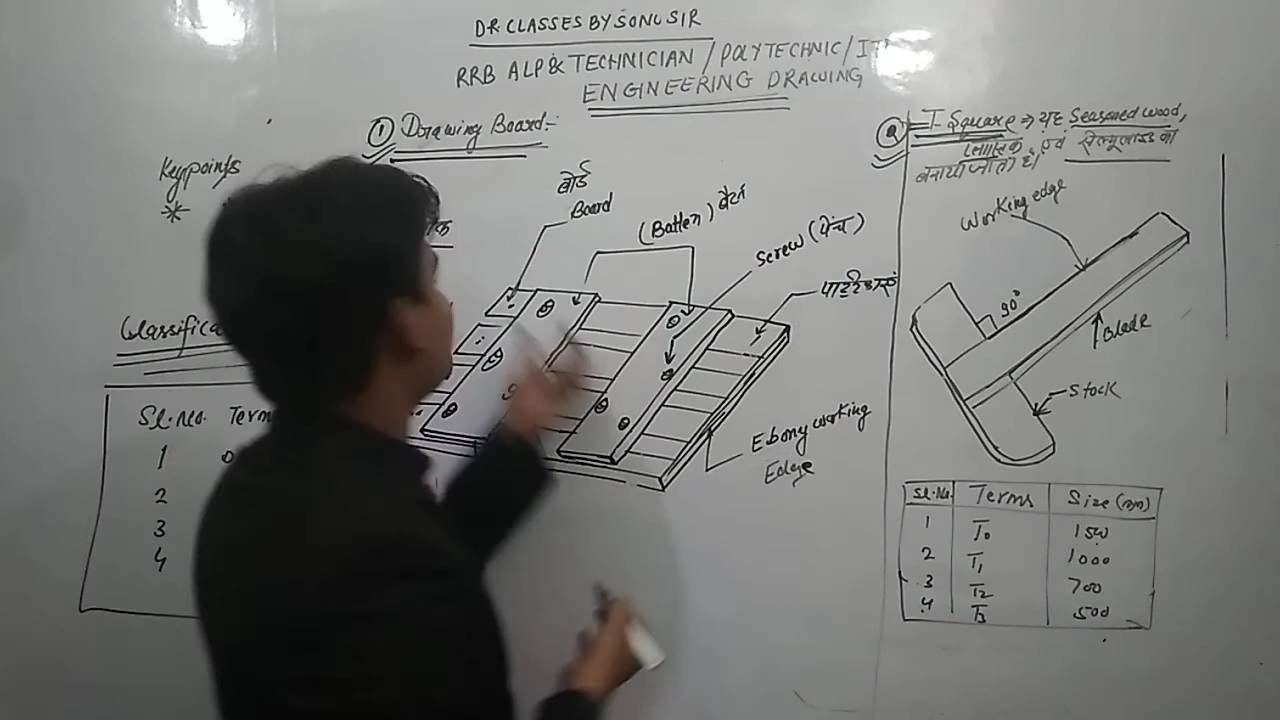 DR. CLASSES BY SONU SIR
RRB ALP & TECHNICIAN / POLYTECHNIC / IT
ENGINEERING DRAWING
① Drawing Board:-
Keypoints
*
बोर्ड
Board
(Batten) बैटन
Screw (पेंच)
Ebony working
Edge
Classifica
Sl. No. Term
1
2
3
4
② T-Square ⇒ यह Seasoned wood,
एवं
बनाया जाता है।
Working edge
90°
Blade
Stock
Sl. No. Terms Size (mm)
1 T0 1500
2 T1 1000
3 T2 700
4 T3 500